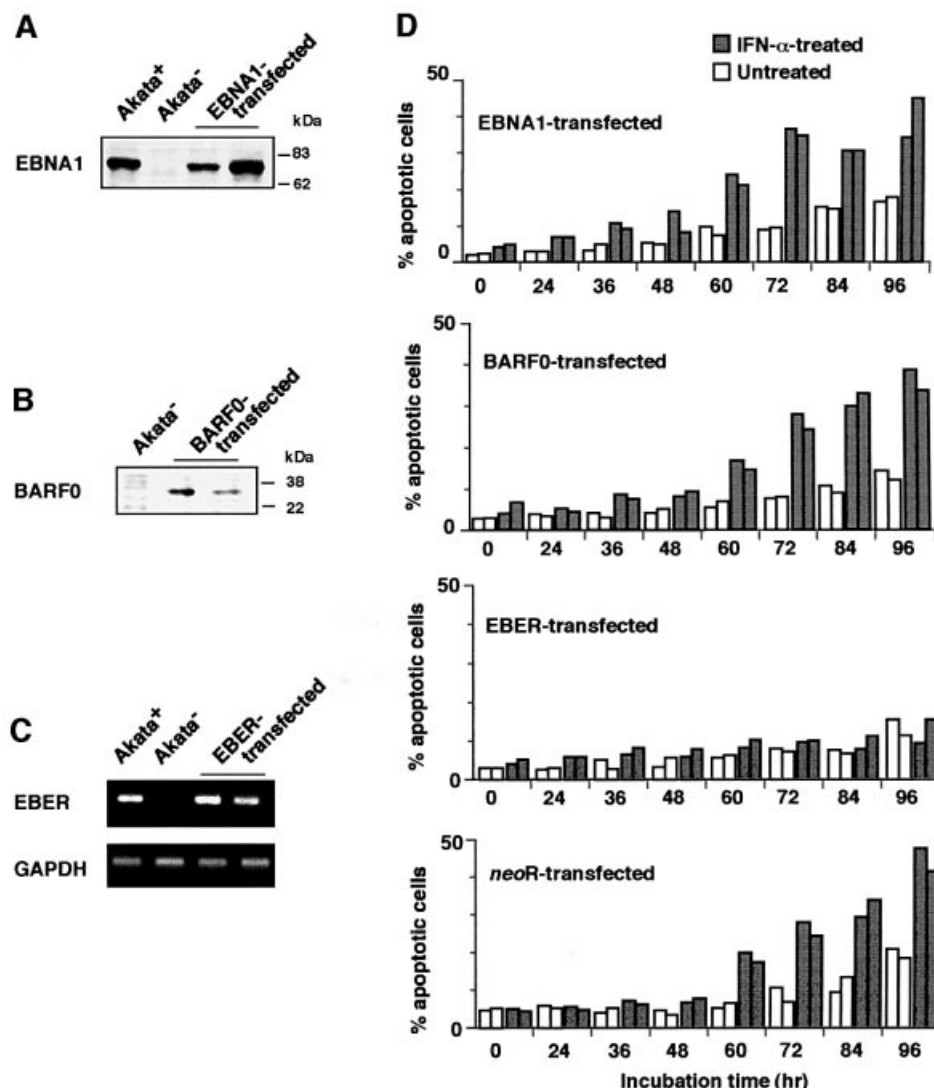 A
Akata+
Akata-
EBNA1-
transfected
kDa
EBNA1
83
62
B
Akata-
BARF0-
transfected
kDa
BARF0
38
22
C
Akata+
Akata-
EBER-
transfected
EBER
GAPDH
D
IFN-α-treated
Untreated
50
EBNA1-transfected
% apoptotic cells
0
0 24 36 48 60 72 84 96
50
BARF0-transfected
% apoptotic cells
0
0 24 36 48 60 72 84 96
50
EBER-transfected
% apoptotic cells
0
0 24 36 48 60 72 84 96
50
neoR-transfected
% apoptotic cells
0
0 24 36 48 60 72 84 96
Incubation time (hr)